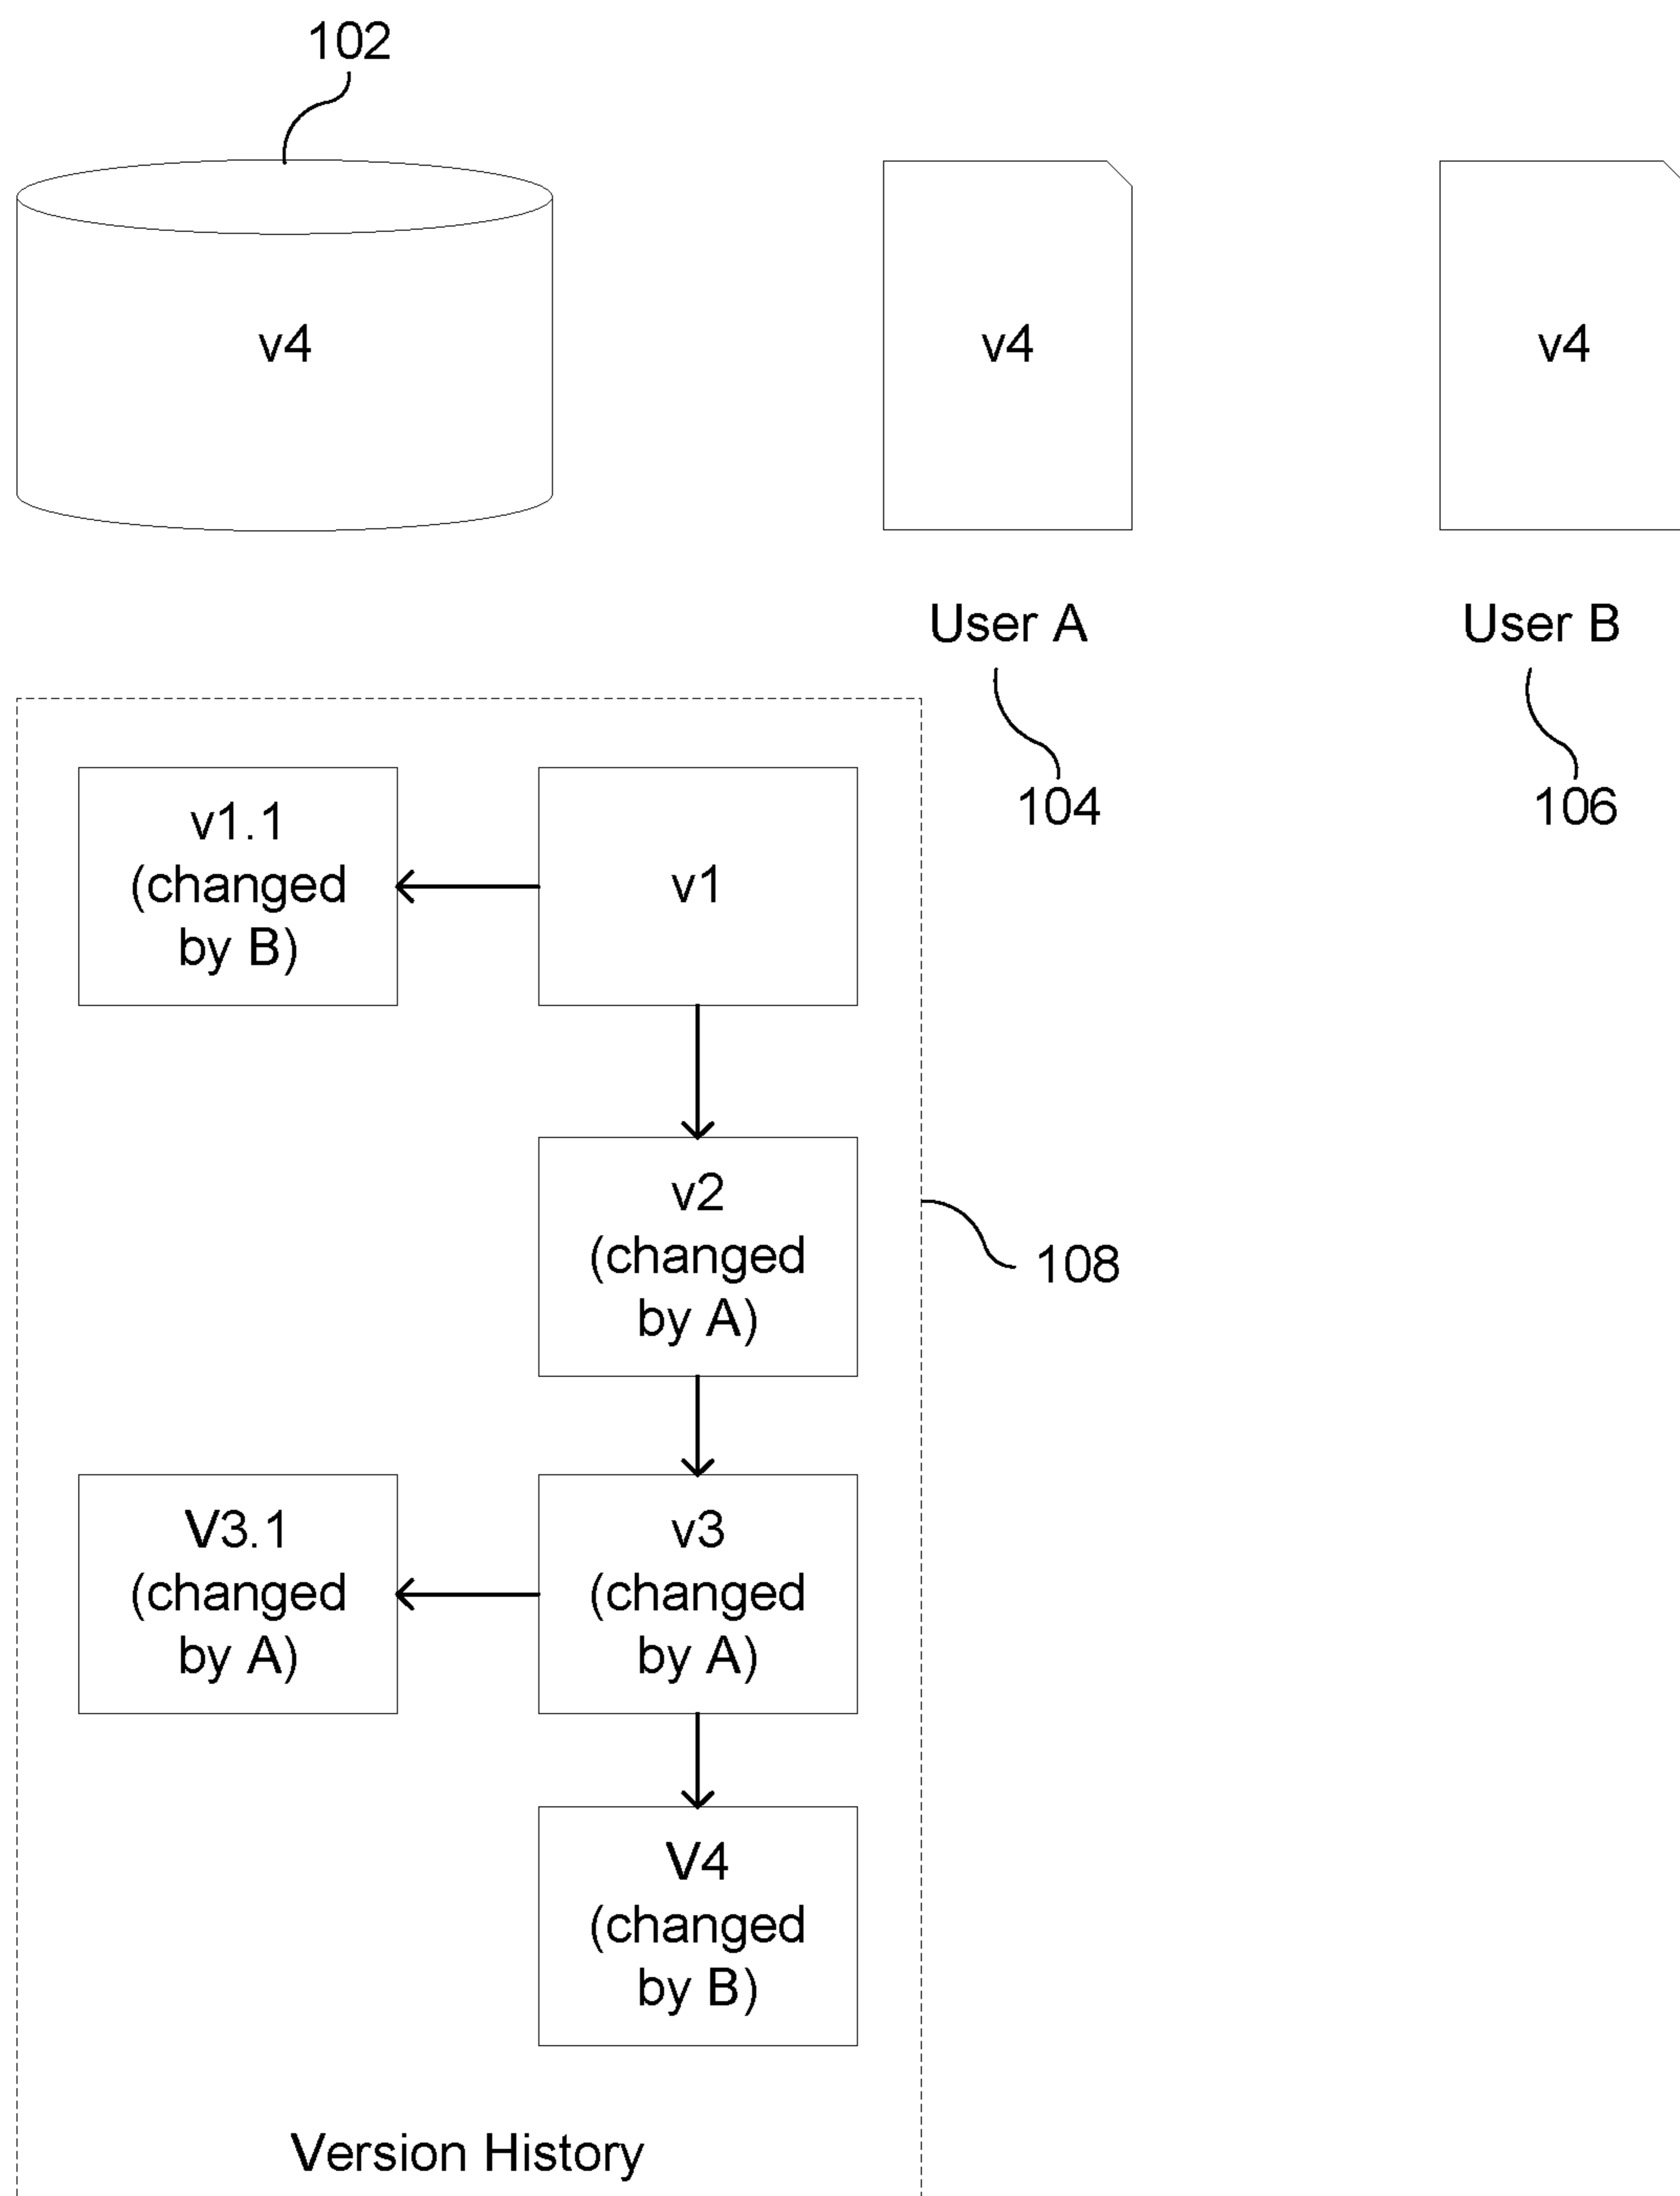 102
v4
v4
v4
User A
User B
104
106
v1.1
(changed
by B)
v1
v2
(changed
by A)
108
V3.1
(changed
by A)
v3
(changed
by A)
V4
(changed
by B)
Version History